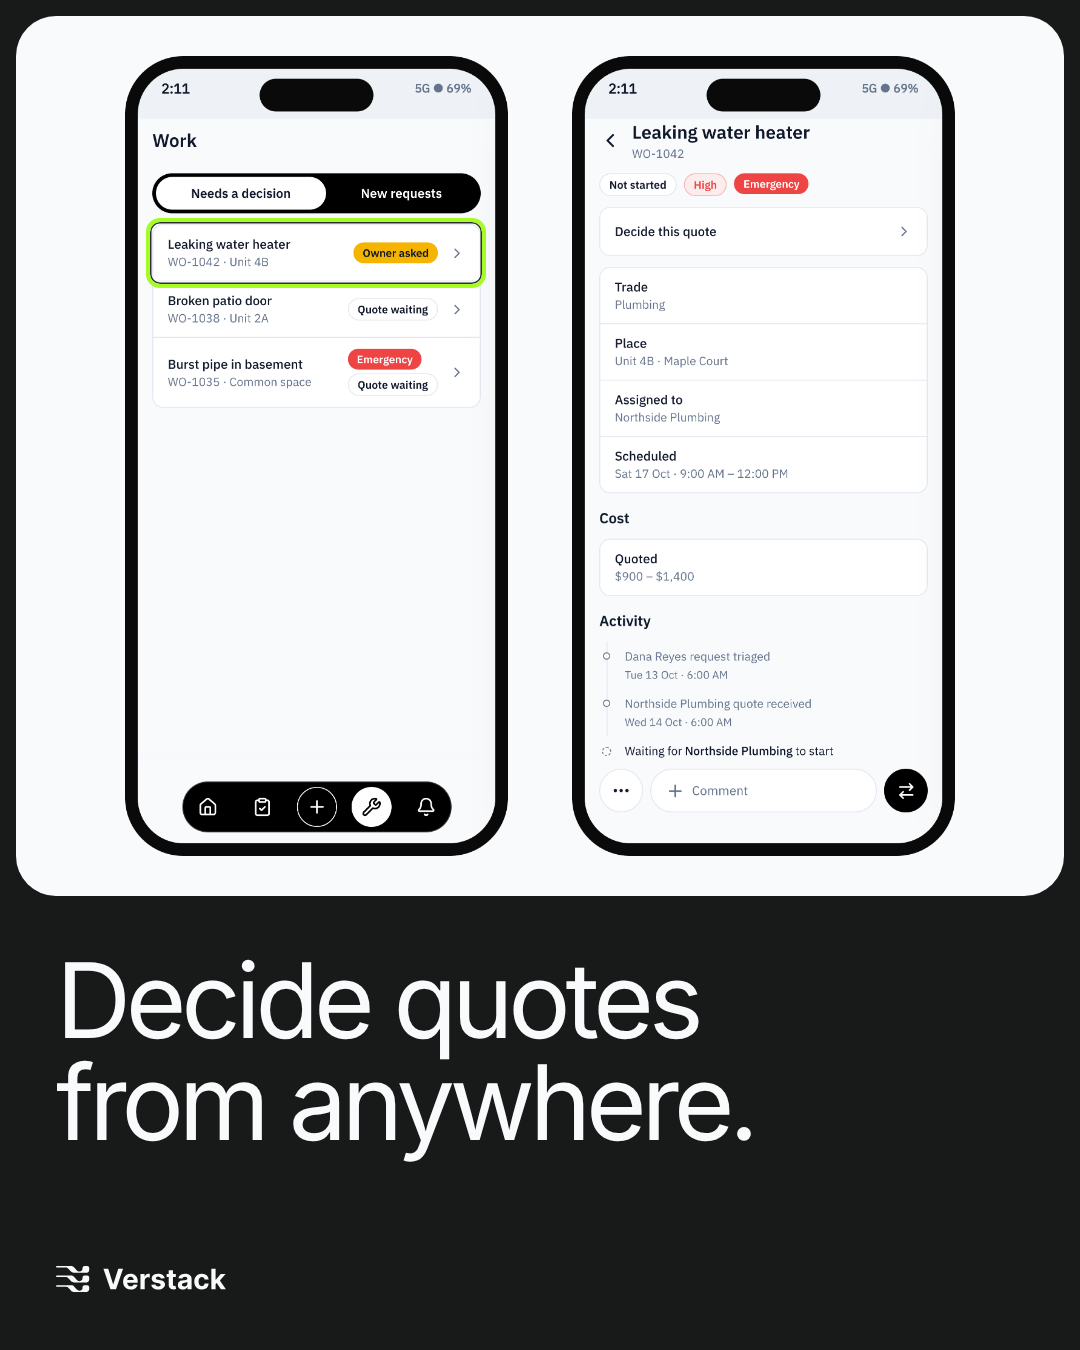 2:11
5G 69%
Work
Needs a decision
New requests
Leaking water heater
WO-1042 · Unit 4B
Owner asked
Broken patio door
WO-1038 · Unit 2A
Quote waiting
Burst pipe in basement
WO-1035 · Common space
Emergency
Quote waiting
2:11
5G 69%
Leaking water heater
WO-1042
Not started
High
Emergency
Decide this quote
Trade
Plumbing
Place
Unit 4B · Maple Court
Assigned to
Northside Plumbing
Scheduled
Sat 17 Oct · 9:00 AM – 12:00 PM
Cost
Quoted
$900 – $1,400
Activity
Dana Reyes request triaged
Tue 13 Oct · 6:00 AM
Northside Plumbing quote received
Wed 14 Oct · 6:00 AM
Waiting for Northside Plumbing to start
Comment
Decide quotes
from anywhere.
Verstack